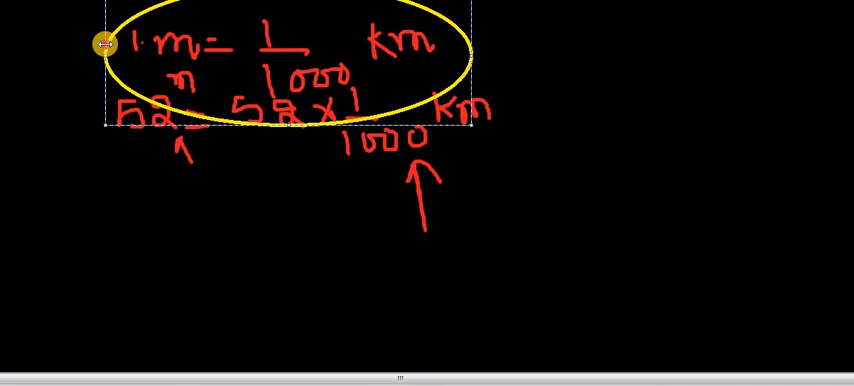 1 m = 1/1000 km
m
52 = 52 × 1/1000 km